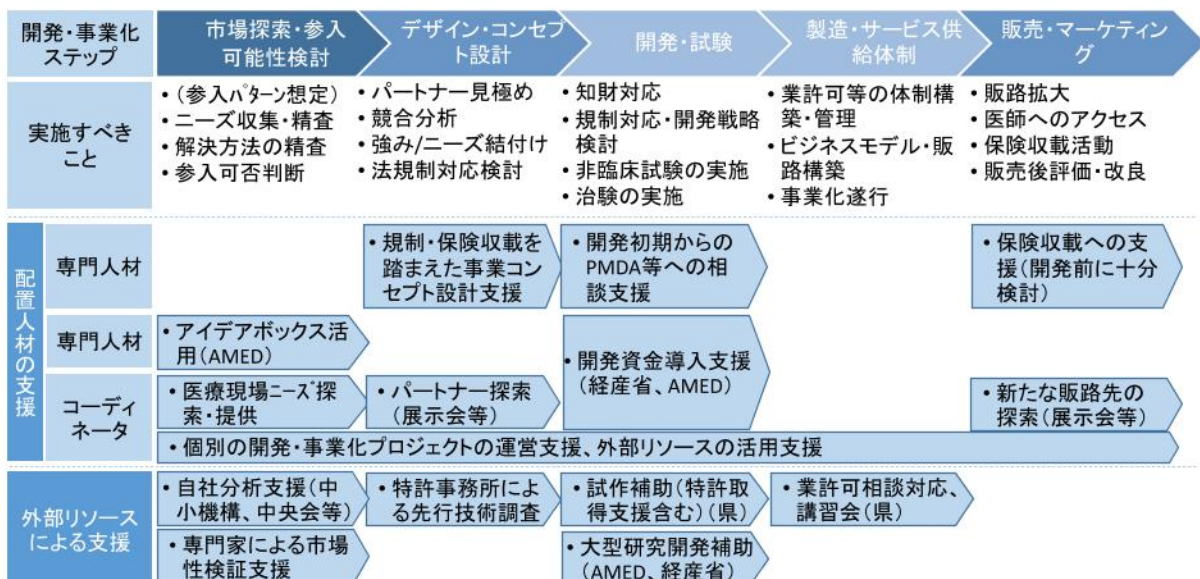 開発・事業化
ステップ
市場探索・参入
可能性検討
デザイン・コンセプ
ト設計
開発・試験
製造・サービス供
給体制
販売・マーケティン
グ
実施すべき
こと
・(参入パターン想定)
・ニーズ収集・精査
・解決方法の精査
・参入可否判断
・パートナー見極め
・競合分析
・強み/ニーズ結付け
・法規制対応検討
・知財対応
・規制対応・開発戦略
検討
・非臨床試験の実施
・治験の実施
・業許可等の体制構
築・管理
・ビジネスモデル・販
路構築
・事業化遂行
・販路拡大
・医師へのアクセス
・保険収載活動
・販売後評価・改良
配置人材の支援
専門人材
・規制・保険収載を
踏まえた事業コン
セプト設計支援
・開発初期からの
PMDA等への相
談支援
・保険収載への支
援(開発前に十分
検討)
専門人材
・アイデアボックス活
用(AMED)
・開発資金導入支援
(経産省、AMED)
コーディ
ネータ
・医療現場ニーズ探
索・提供
・パートナー探索
(展示会等)
・新たな販路先の
探索(展示会等)
・個別の開発・事業化プロジェクトの運営支援、外部リソースの活用支援
外部リソース
による支援
・自社分析支援(中
小機構、中央会等)
・特許事務所によ
る先行技術調査
・試作補助(特許取
得支援含む)(県)
・業許可相談対応、
講習会(県)
・専門家による市場
性検証支援
・大型研究開発補助
(AMED、経産省)